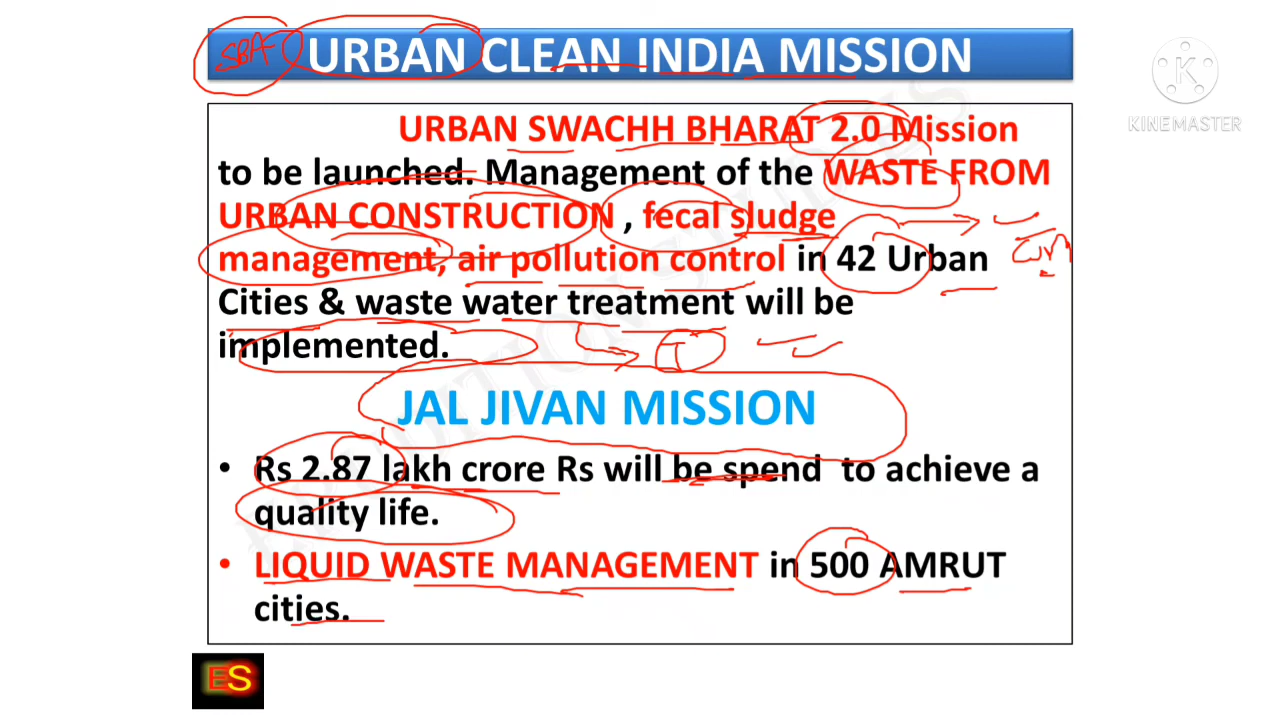 URBAN CLEAN INDIA MISSION
KINEMASTER
URBAN SWACHH BHARAT 2.0 Mission
to be launched. Management of the WASTE FROM
URBAN CONSTRUCTION , fecal sludge
management, air pollution control in 42 Urban
Cities & waste water treatment will be
implemented.
JAL JIVAN MISSION
• Rs 2.87 lakh crore Rs will be spend to achieve a
quality life.
• LIQUID WASTE MANAGEMENT in 500 AMRUT
cities.
ES